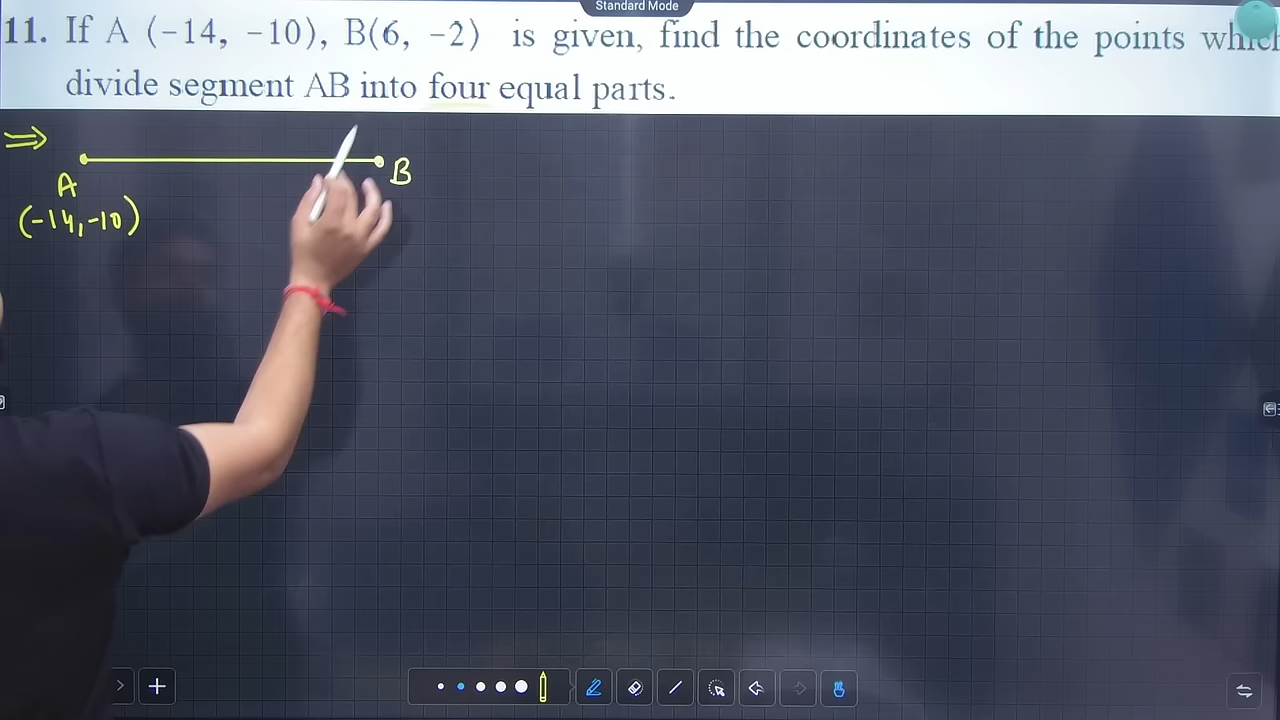 Standard Mode
11. If A (-14, -10), B(6, -2) is given, find the coordinates of the points which
divide segment AB into four equal parts.
⇒
A B
(-14,-10)